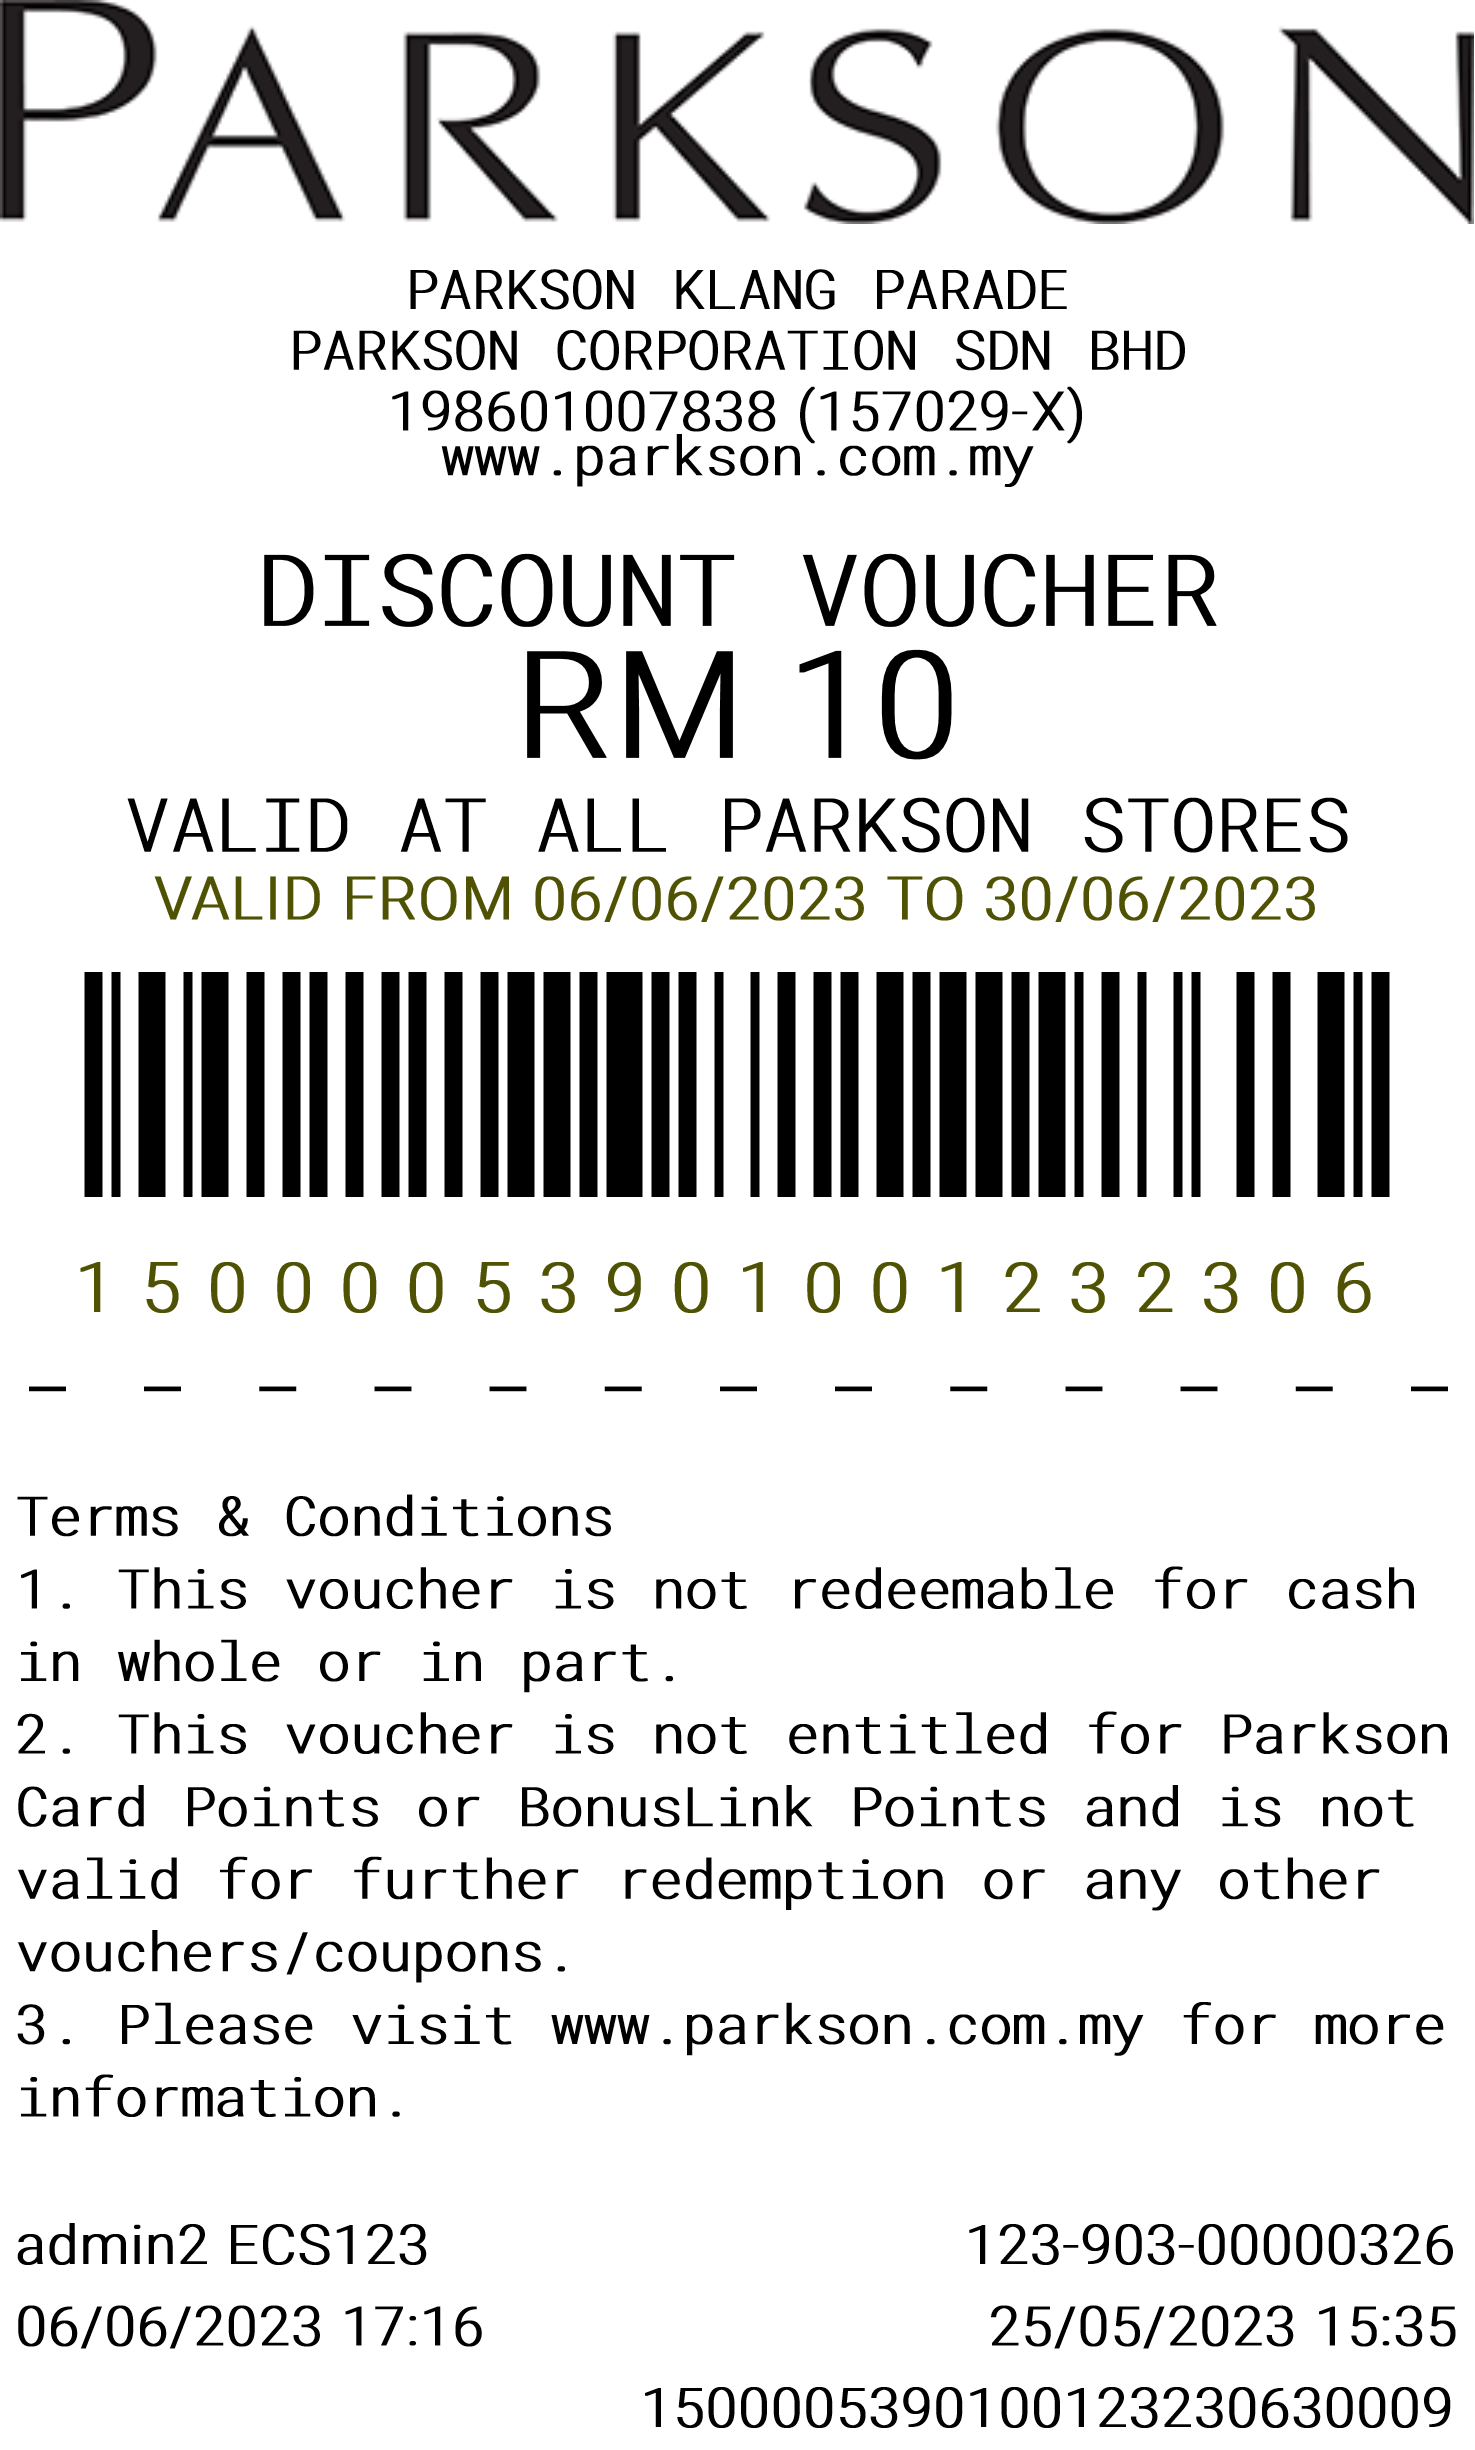 PARKSON
PARKSON KLANG PARADE
PARKSON CORPORATION SDN BHD
198601007838 (157029-X)
www.parkson.com.my
DISCOUNT VOUCHER
RM 10
VALID AT ALL PARKSON STORES
VALID FROM 06/06/2023 TO 30/06/2023
1 5 0 0 0 0 5 3 9 0 1 0 0 1 2 3 2 3 0 6
_ _ _ _ _ _ _ _ _ _ _ _ _
Terms & Conditions
1. This voucher is not redeemable for cash
in whole or in part.
2. This voucher is not entitled for Parkson
Card Points or BonusLink Points and is not
valid for further redemption or any other
vouchers/coupons.
3. Please visit www.parkson.com.my for more
information.
admin2 ECS123 123-903-00000326
06/06/2023 17:16 25/05/2023 15:35
1500005390100123230630009